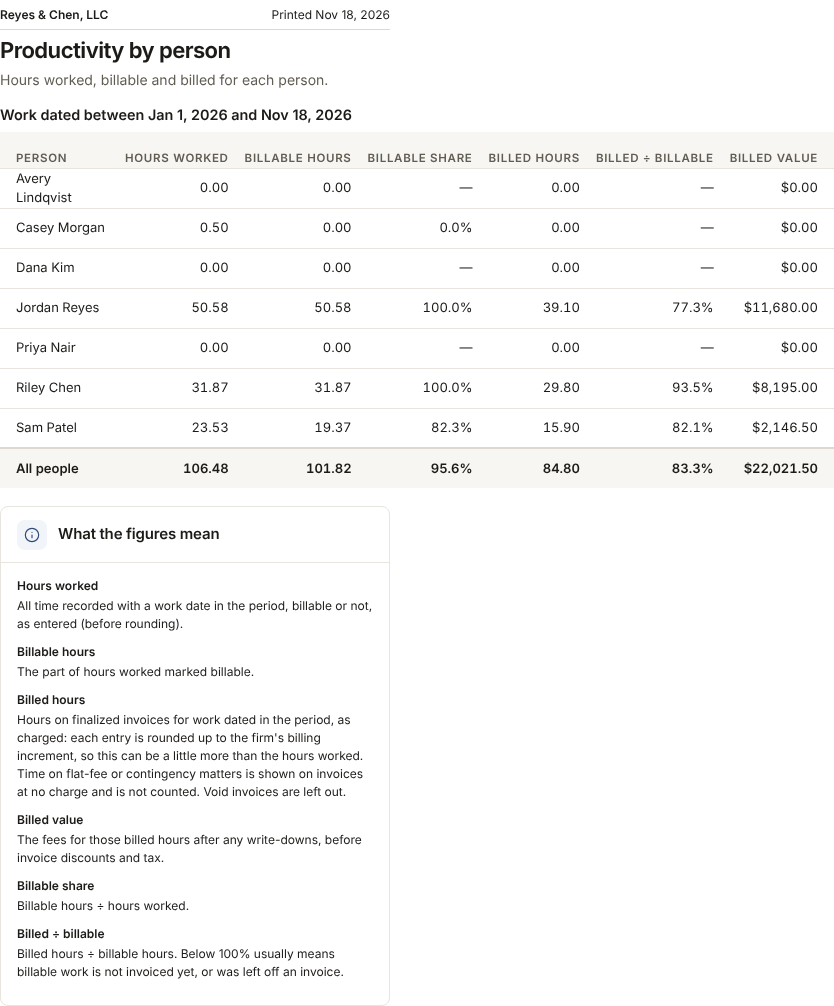 Reyes & Chen, LLC Printed Nov 18, 2026
Productivity by person
Hours worked, billable and billed for each person.
Work dated between Jan 1, 2026 and Nov 18, 2026
PERSON HOURS WORKED BILLABLE HOURS BILLABLE SHARE BILLED HOURS BILLED ÷ BILLABLE BILLED VALUE
Avery Lindqvist 0.00 0.00 — 0.00 — $0.00
Casey Morgan 0.50 0.00 0.0% 0.00 — $0.00
Dana Kim 0.00 0.00 — 0.00 — $0.00
Jordan Reyes 50.58 50.58 100.0% 39.10 77.3% $11,680.00
Priya Nair 0.00 0.00 — 0.00 — $0.00
Riley Chen 31.87 31.87 100.0% 29.80 93.5% $8,195.00
Sam Patel 23.53 19.37 82.3% 15.90 82.1% $2,146.50
All people 106.48 101.82 95.6% 84.80 83.3% $22,021.50
What the figures mean
Hours worked
All time recorded with a work date in the period, billable or not,
as entered (before rounding).
Billable hours
The part of hours worked marked billable.
Billed hours
Hours on finalized invoices for work dated in the period, as
charged: each entry is rounded up to the firm's billing
increment, so this can be a little more than the hours worked.
Time on flat-fee or contingency matters is shown on invoices
at no charge and is not counted. Void invoices are left out.
Billed value
The fees for those billed hours after any write-downs, before
invoice discounts and tax.
Billable share
Billable hours ÷ hours worked.
Billed ÷ billable
Billed hours ÷ billable hours. Below 100% usually means
billable work is not invoiced yet, or was left off an invoice.